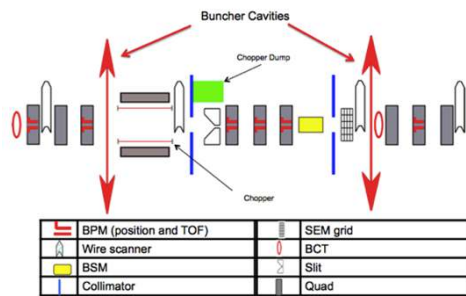 Buncher Cavities
Chopper Dump
Chopper
BPM (position and TOF)
SEM grid
Wire scanner
BCT
BSM
Slit
Collimator
Quad